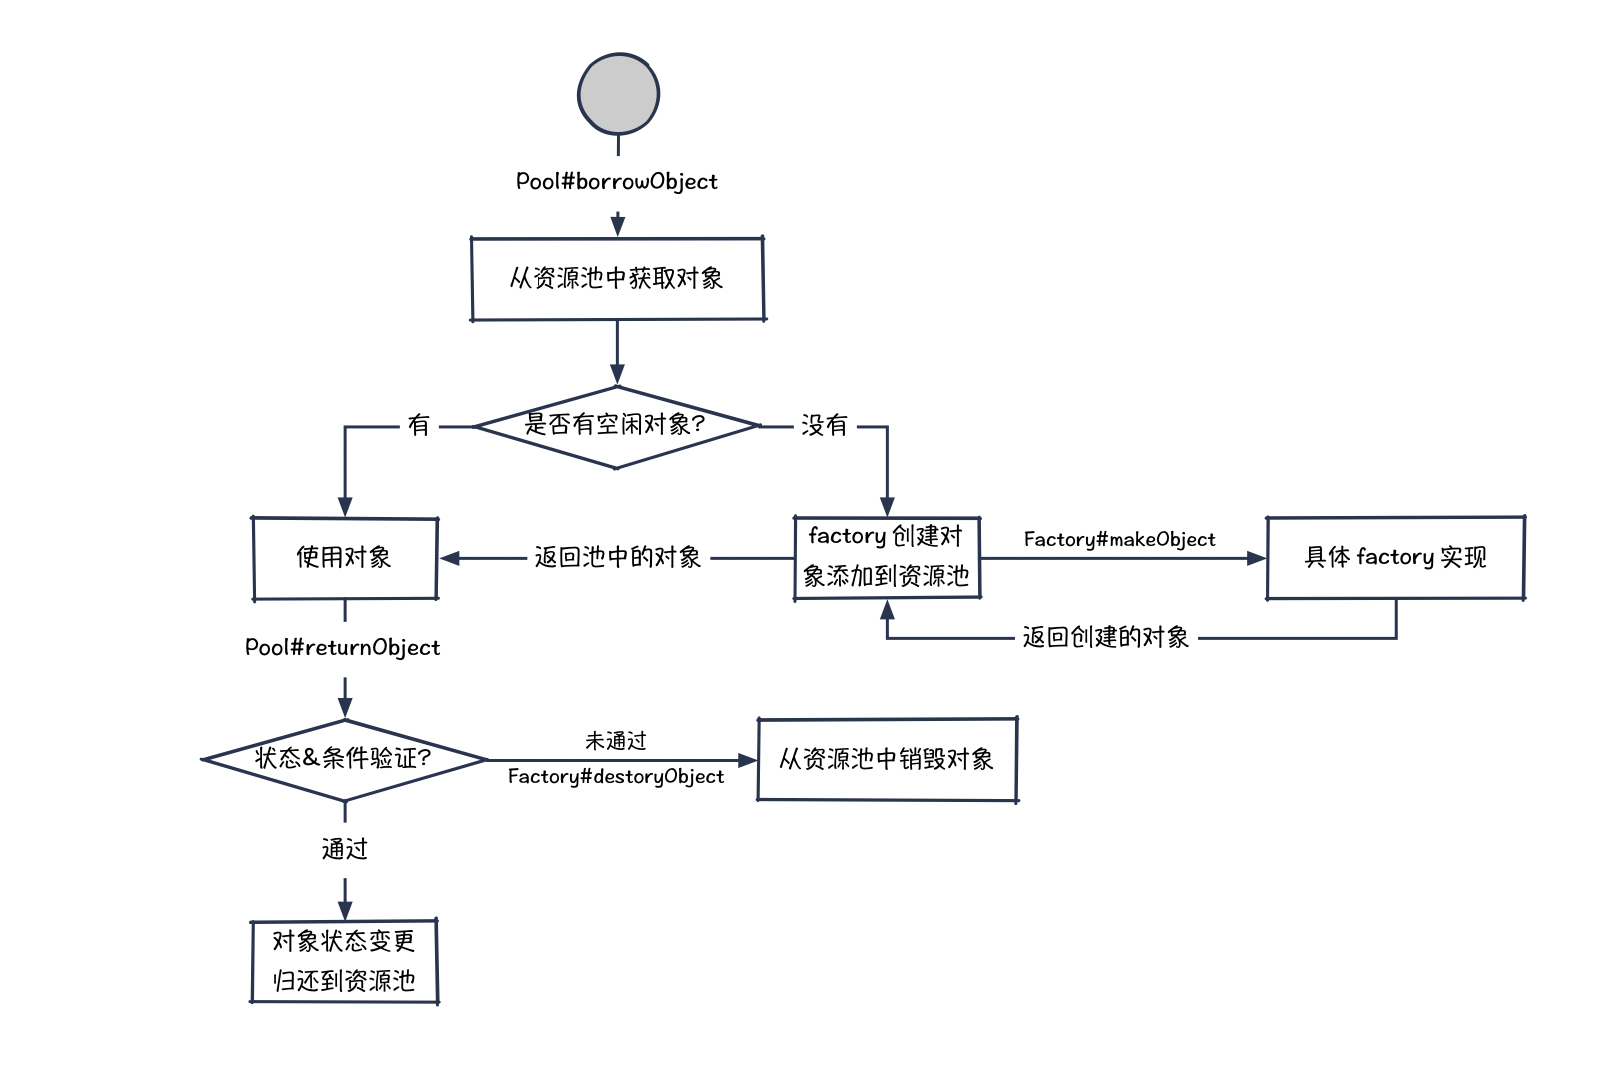 Pool#borrowObject
从资源池中获取对象
是否有空闲对象?
有
没有
使用对象
返回池中的对象
factory 创建对
象添加到资源池
Factory#makeObject
具体 factory 实现
返回创建的对象
Pool#returnObject
状态&条件验证?
未通过
Factory#destoryObject
从资源池中销毁对象
通过
对象状态变更
归还到资源池